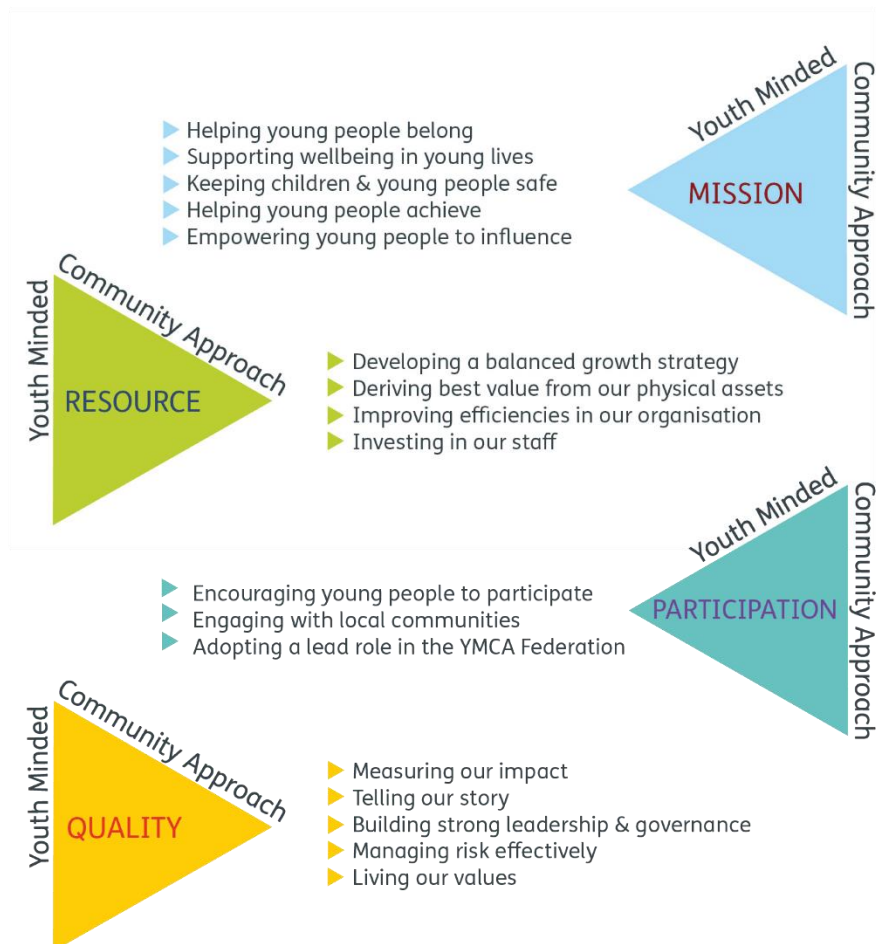 Youth Minded
Community Approach
MISSION
Helping young people belong
Supporting wellbeing in young lives
Keeping children & young people safe
Helping young people achieve
Empowering young people to influence
Youth Minded
Community Approach
RESOURCE
Developing a balanced growth strategy
Deriving best value from our physical assets
Improving efficiencies in our organisation
Investing in our staff
Youth Minded
Community Approach
PARTICIPATION
Encouraging young people to participate
Engaging with local communities
Adopting a lead role in the YMCA Federation
Youth Minded
Community Approach
QUALITY
Measuring our impact
Telling our story
Building strong leadership & governance
Managing risk effectively
Living our values